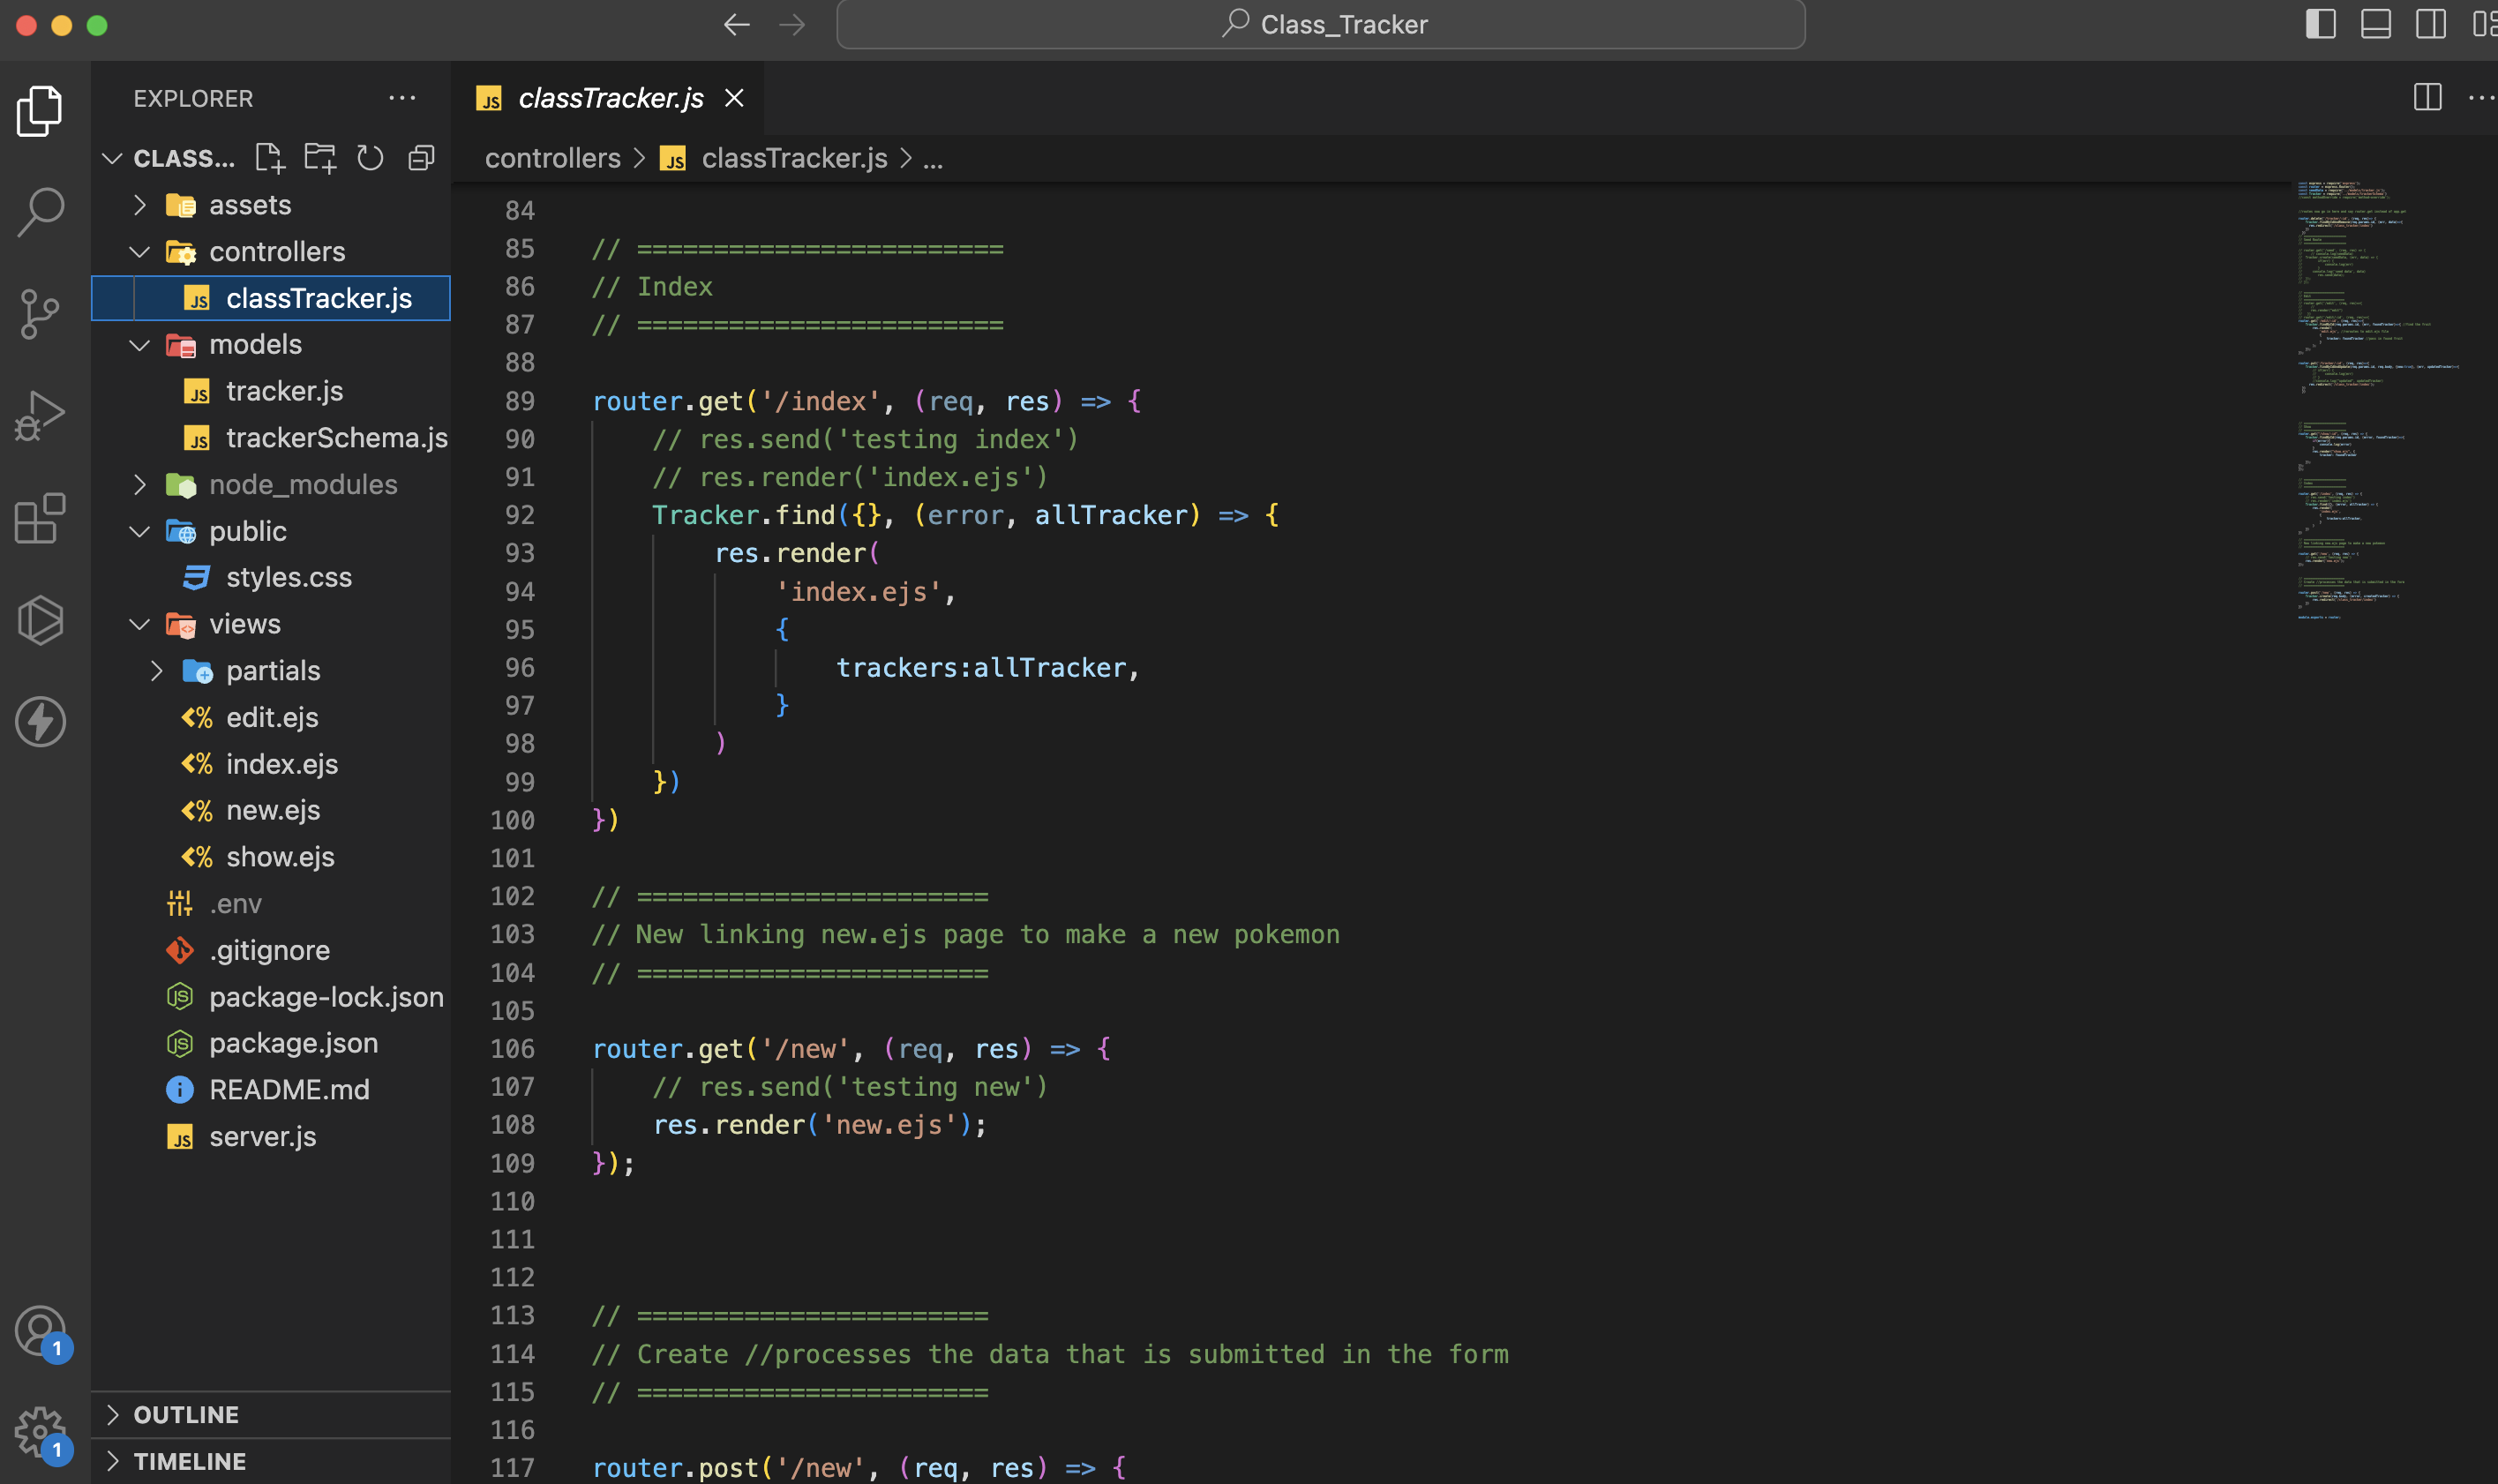 Class_Tracker
EXPLORER
CLASS...
assets
controllers
JS classTracker.js
models
JS tracker.js
JS trackerSchema.js
node_modules
public
styles.css
views
partials
<% edit.ejs
<% index.ejs
<% new.ejs
<% show.ejs
.env
.gitignore
package-lock.json
package.json
README.md
JS server.js
1
1
OUTLINE
TIMELINE
JS classTracker.js
controllers > JS classTracker.js > ...
84
85 // ========================
86 // Index
87 // ========================
88
89 router.get('/index', (req, res) => {
90 // res.send('testing index')
91 // res.render('index.ejs')
92 Tracker.find({}, (error, allTracker) => {
93 res.render(
94 'index.ejs',
95 {
96 trackers:allTracker,
97 }
98 )
99 })
100 })
101
102 // =======================
103 // New linking new.ejs page to make a new pokemon
104 // =======================
105
106 router.get('/new', (req, res) => {
107 // res.send('testing new')
108 res.render('new.ejs');
109 });
110
111
112
113 // =======================
114 // Create //processes the data that is submitted in the form
115 // =======================
116
117 router.post('/new', (req, res) => {